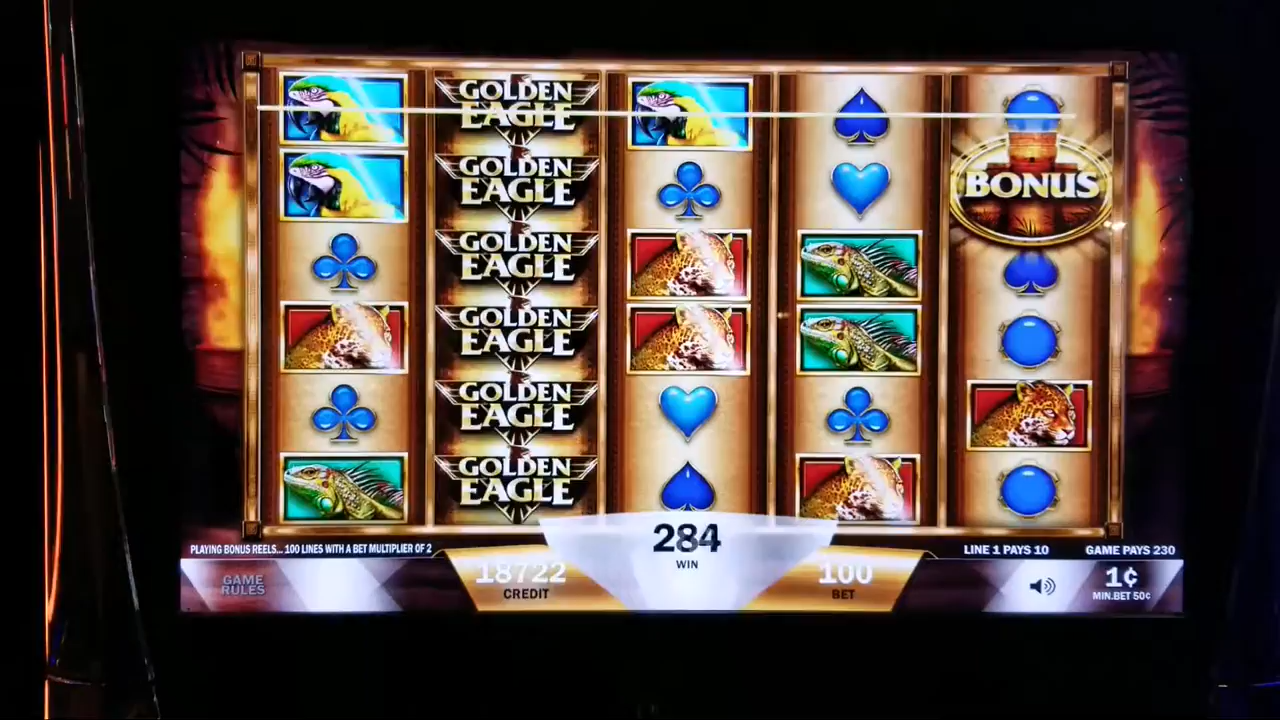 GOLDEN
EAGLE
GOLDEN
EAGLE
BONUS
GOLDEN
EAGLE
GOLDEN
EAGLE
GOLDEN
EAGLE
GOLDEN
EAGLE
284
WIN
PLAYING BONUS REELS... 100 LINES WITH A BET MULTIPLIER OF 2
LINE 1 PAYS 10
GAME PAYS 230
GAME
RULES
18722
CREDIT
100
BET
1¢
MIN.BET 50¢